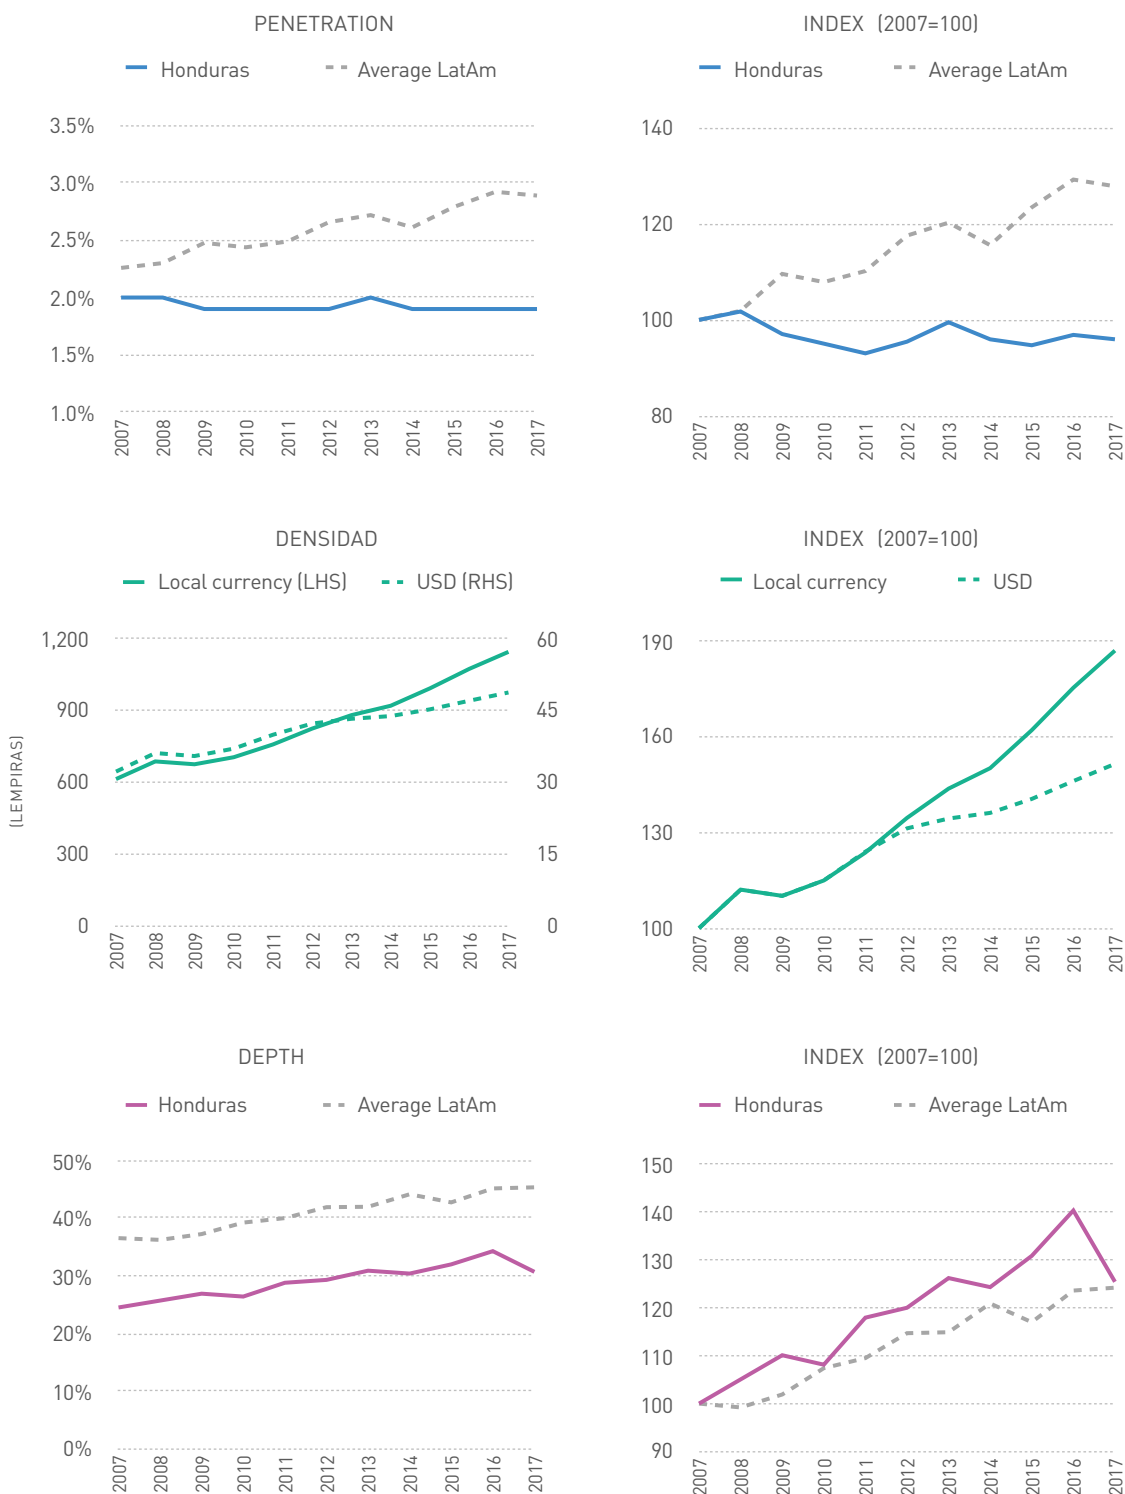 PENETRATION
Honduras Average LatAm
3.5%
3.0%
2.5%
2.0%
1.5%
1.0%
2007 2008 2009 2010 2011 2012 2013 2014 2015 2016 2017
INDEX (2007=100)
Honduras Average LatAm
140
120
100
80
2007 2008 2009 2010 2011 2012 2013 2014 2015 2016 2017
DENSIDAD
Local currency (LHS) USD (RHS)
(LEMPIRAS)
1,200 60
900 45
600 30
300 15
0 0
2007 2008 2009 2010 2011 2012 2013 2014 2015 2016 2017
INDEX (2007=100)
Local currency USD
190
160
130
100
2007 2008 2009 2010 2011 2012 2013 2014 2015 2016 2017
DEPTH
Honduras Average LatAm
50%
40%
30%
20%
10%
0%
2007 2008 2009 2010 2011 2012 2013 2014 2015 2016 2017
INDEX (2007=100)
Honduras Average LatAm
150
140
130
120
110
100
90
2007 2008 2009 2010 2011 2012 2013 2014 2015 2016 2017